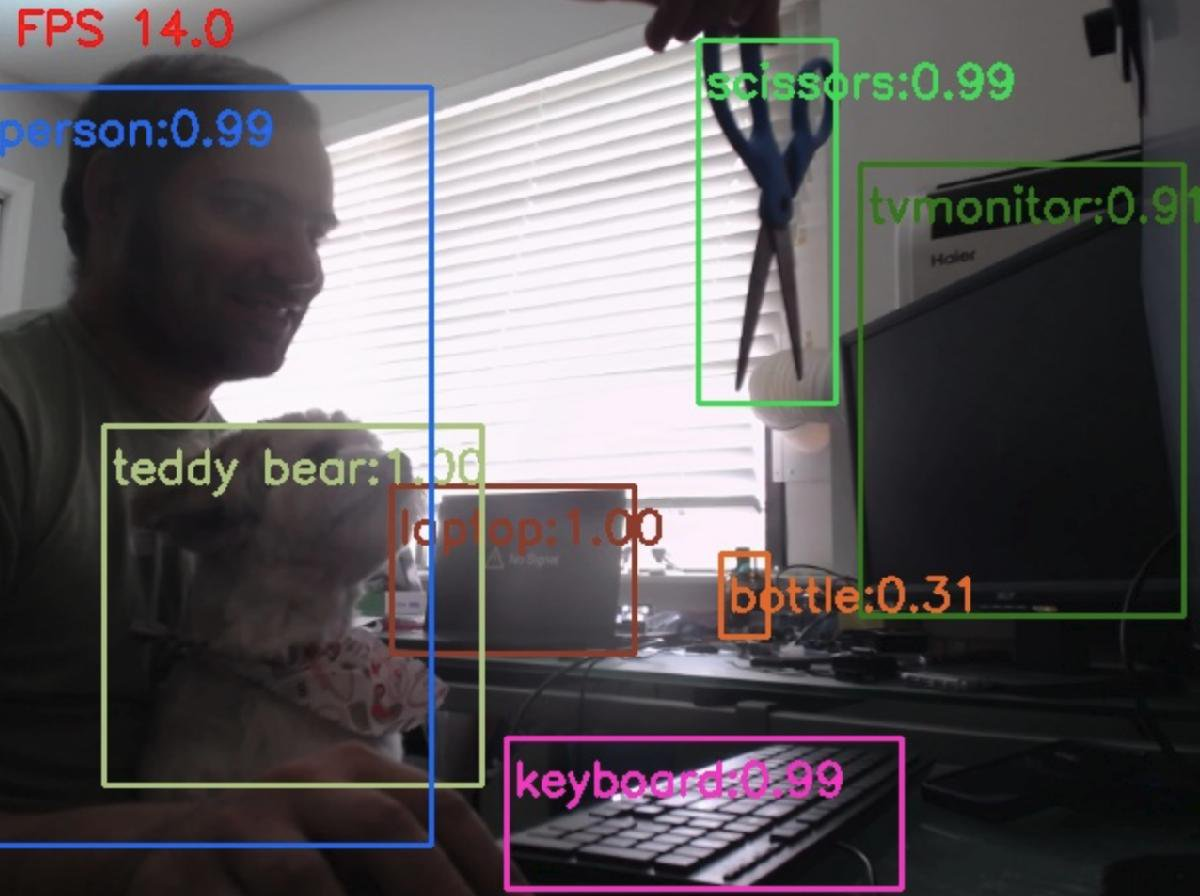 FPS 14.0
scissors:0.99
person:0.99
tvmonitor:0.91
Haier
teddy bear:1.00
laptop:1.00
No Signal
bottle:0.31
keyboard:0.99